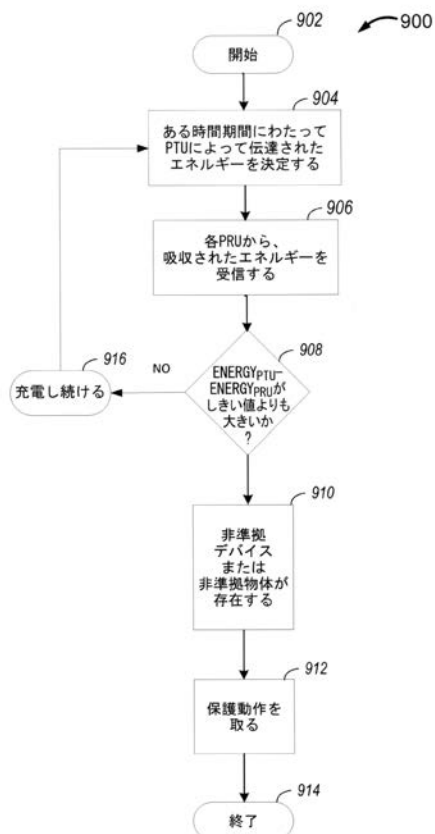 902
900
開始
904
ある時間期間にわたって
PTUによって伝達された
エネルギーを決定する
906
各PRUから、
吸収されたエネルギーを
受信する
908
916
NO
充電し続ける
ENERGYPTU−
ENERGYPRUが
しきい値よりも
大きいか
?
910
非準拠
デバイス
または
非準拠物体が
存在する
912
保護動作を
取る
914
終了